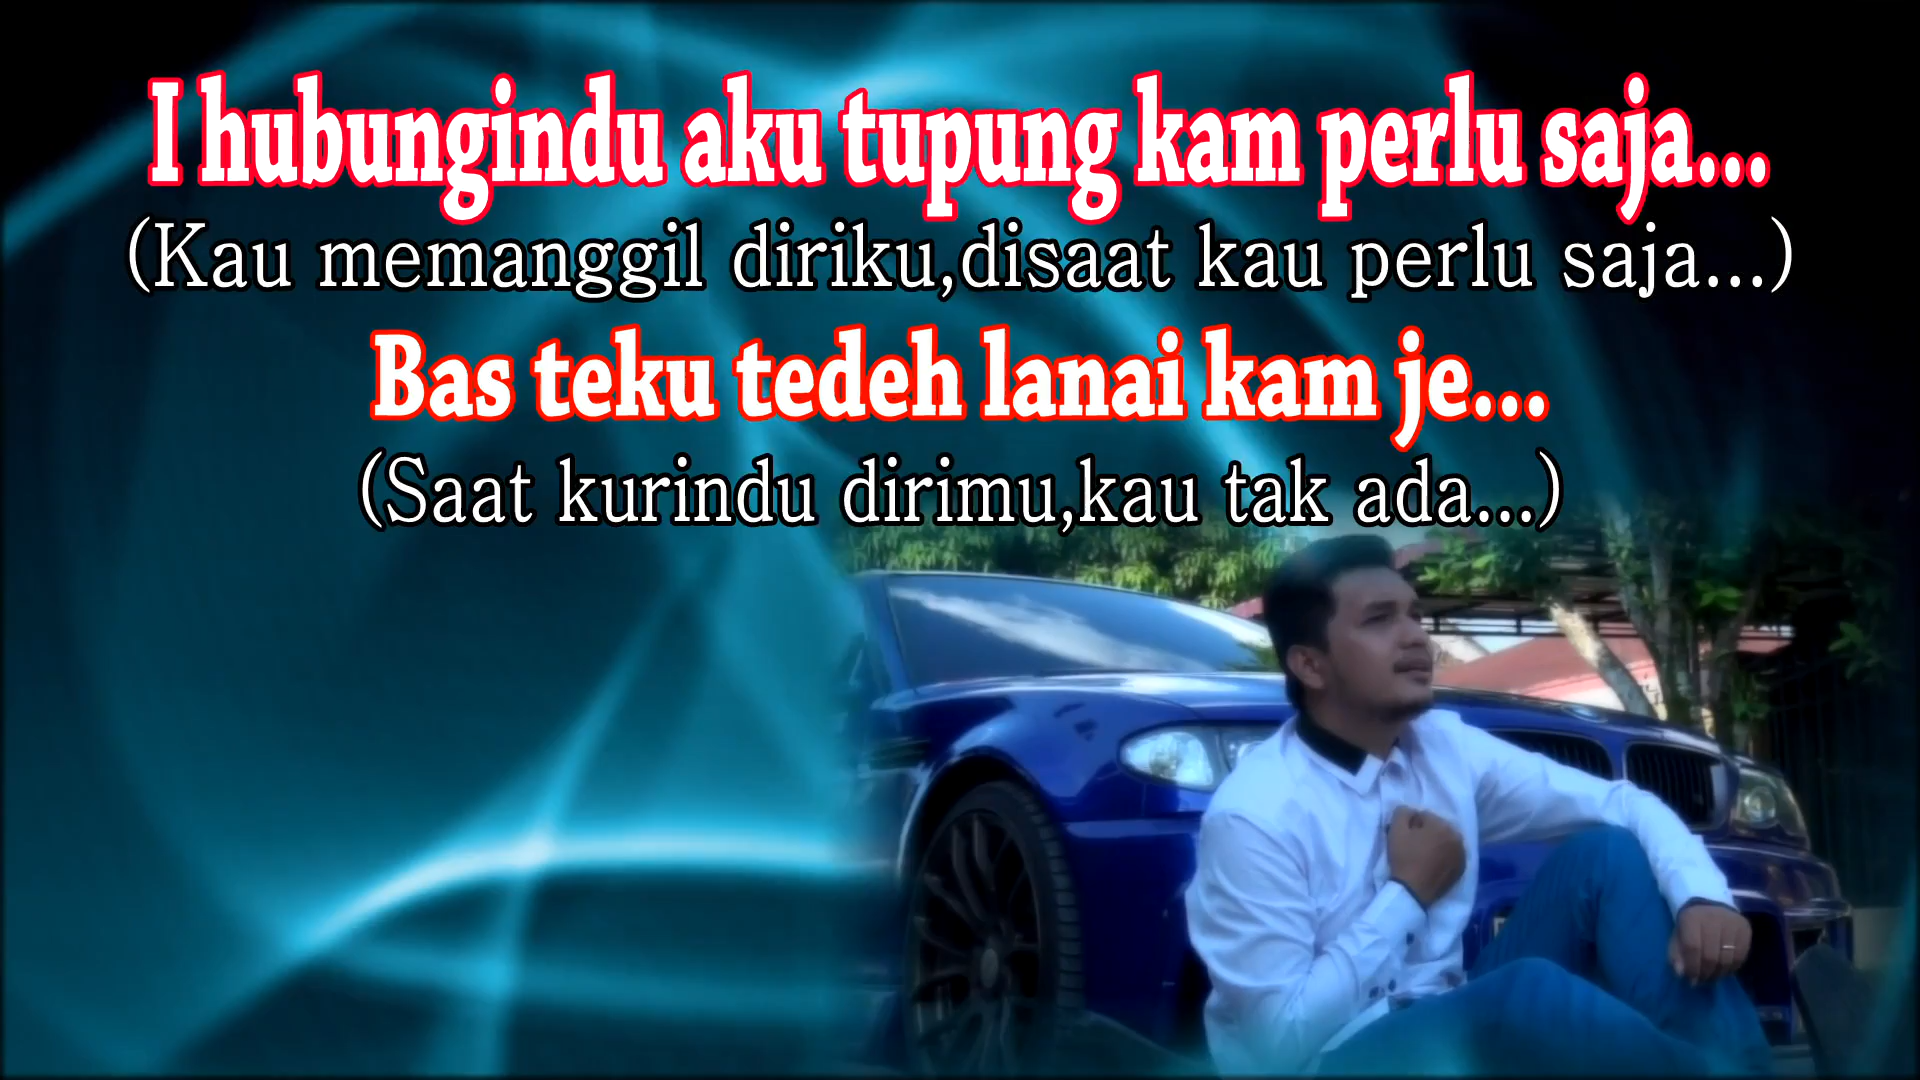 I hubungindu aku tupung kam perlu saja...
(Kau memanggil diriku,disaat kau perlu saja...)
Bas teku tedeh lanai kam je...
(Saat kurindu dirimu,kau tak ada...)